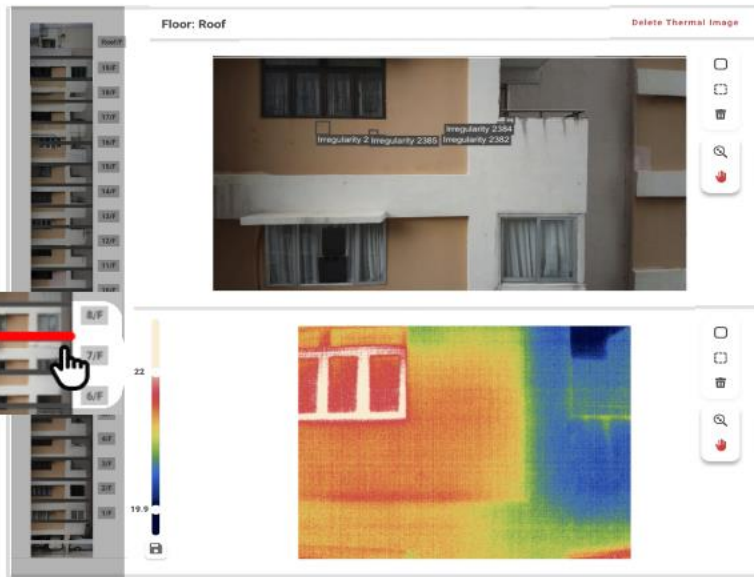 Floor: Roof
Delete Thermal Image
Roof/F
19/F
18/F
17/F
16/F
15/F
14/F
13/F
12/F
11/F
8/F
7/F
6/F
4/F
3/F
2/F
1/F
Irregularity 2384
Irregularity 2
Irregularity 2385
Irregularity 2382
22
19.9